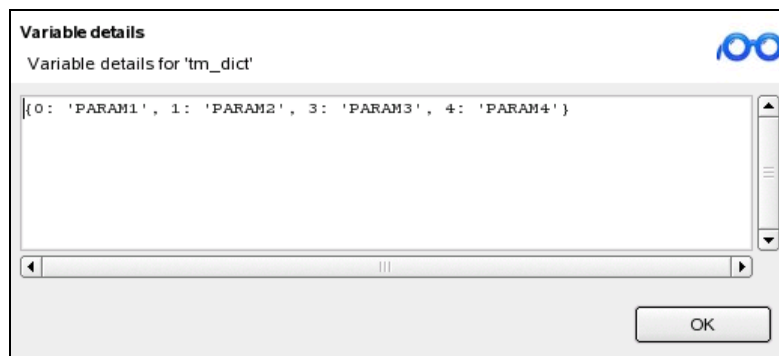 Variable details
Variable details for 'tm_dict'
{0: 'PARAM1', 1: 'PARAM2', 3: 'PARAM3', 4: 'PARAM4'}
OK